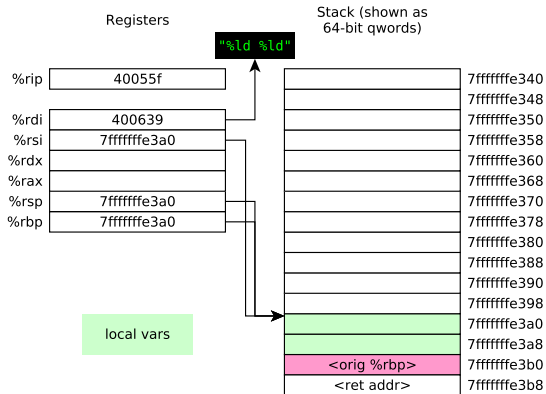 Registers
Stack (shown as
64-bit qwords)
"%ld %ld"
%rip 40055f
%rdi 400639
%rsi 7fffffffe3a0
%rdx
%rax
%rsp 7fffffffe3a0
%rbp 7fffffffe3a0
local vars
7fffffffe340
7fffffffe348
7fffffffe350
7fffffffe358
7fffffffe360
7fffffffe368
7fffffffe370
7fffffffe378
7fffffffe380
7fffffffe388
7fffffffe390
7fffffffe398
7fffffffe3a0
7fffffffe3a8
<orig %rbp> 7fffffffe3b0
<ret addr> 7fffffffe3b8